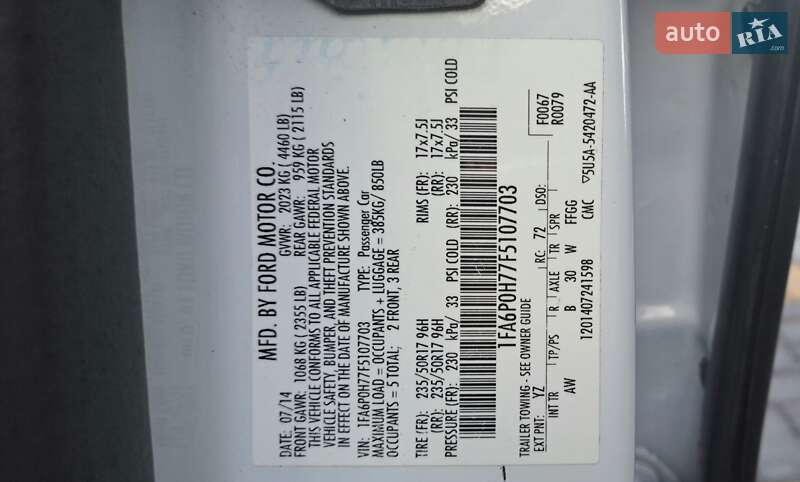 auto RIA
MFD. BY FORD MOTOR CO.
DATE: 07/14 GVWR: 2023 KG ( 4460 LB)
FRONT GAWR: 1068 KG ( 2355 LB) REAR GAWR: 959 KG ( 2115 LB)
THIS VEHICLE CONFORMS TO ALL APPLICABLE FEDERAL MOTOR
VEHICLE SAFETY, BUMPER, AND THEFT PREVENTION STANDARDS
IN EFFECT ON THE DATE OF MANUFACTURE SHOWN ABOVE.
VIN: 1FA6P0H77F5107703 TYPE: Passenger Car
MAXIMUM LOAD = OCCUPANTS + LUGGAGE = 385KG/ 850LB
OCCUPANTS = 5 TOTAL; 2 FRONT, 3 REAR
TIRE (FR): 235/50R17 96H RIMS (FR): 17x7.5J
(RR): 235/50R17 96H (RR): 17x7.5J
PRESSURE (FR): 230 kPa/ 33 PSI COLD (RR): 230 kPa/ 33 PSI COLD
1FA6P0H77F5107703
TRAILER TOWING - SEE OWNER GUIDE
F0067
R0079
EXT PNT: YZ RC: 72 DSO:
INT TR TP/PS R AXLE TR SPR
AW B 30 W FFGG
1201407241598 CMC ▽5U5A-5420472-AA